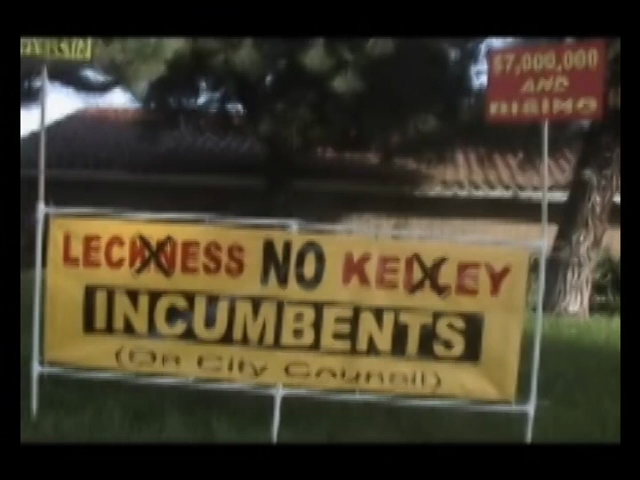 $7,000,000
AND
RISING
LECKNESS NO KELLEY
INCUMBENTS
(On City Council)